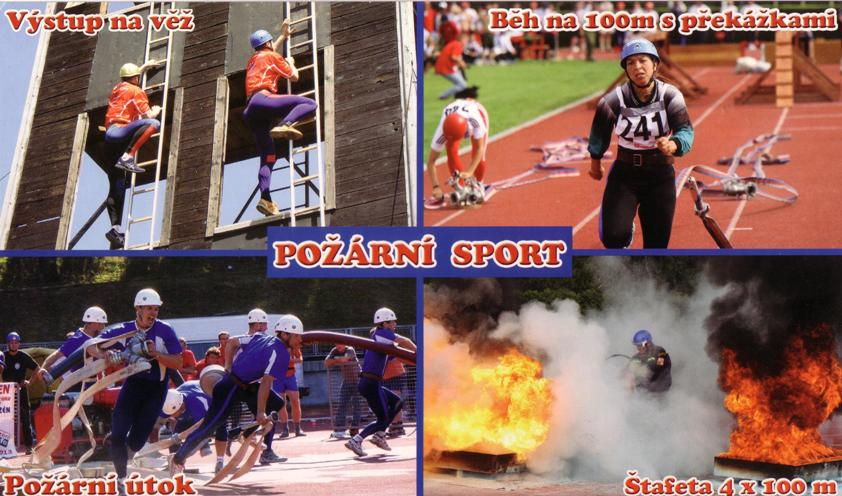 Výstup na věž
Běh na 100m s překážkami
241
POŽÁRNÍ SPORT
Požární útok
Štafeta 4 x 100 m